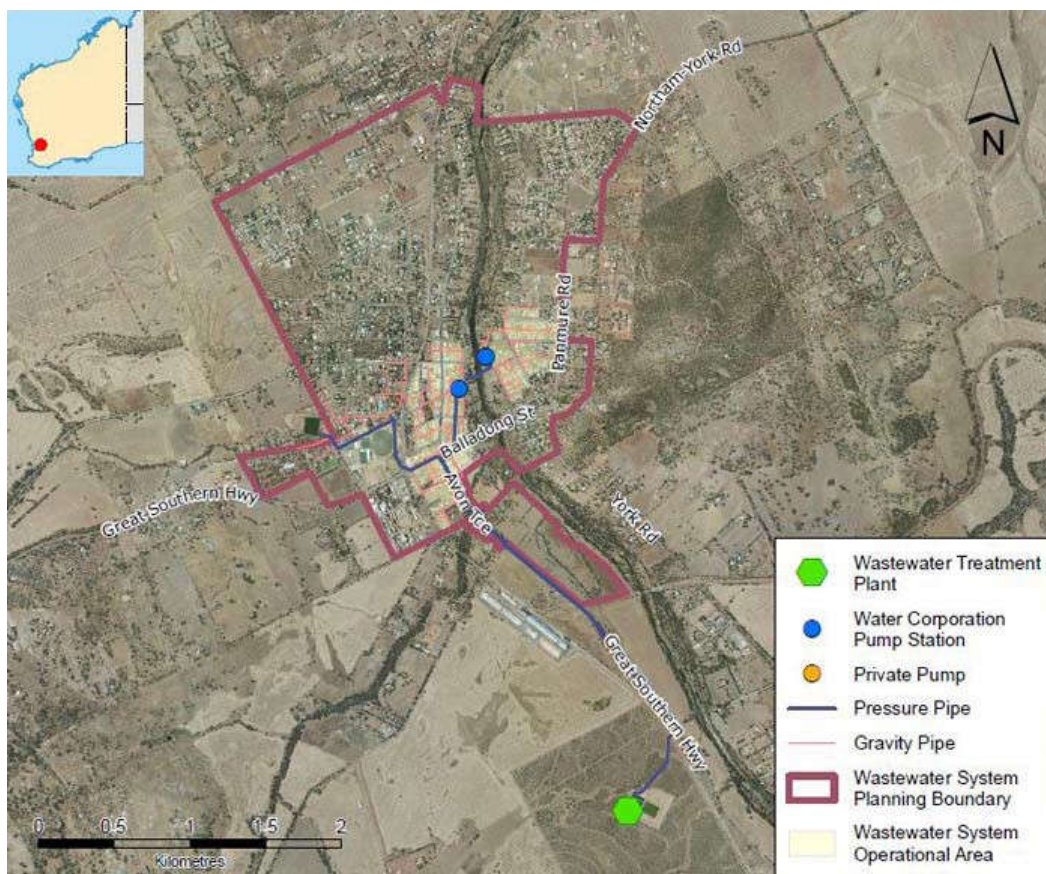 Northam-York Rd
N
Panmure Rd
Balladong St
Great Southern Hwy
Avon Tce
York Rd
Great Southern Hwy
0 0.5 1 1.5 2
Kilometres
Wastewater Treatment
Plant
Water Corporation
Pump Station
Private Pump
Pressure Pipe
Gravity Pipe
Wastewater System
Planning Boundary
Wastewater System
Operational Area